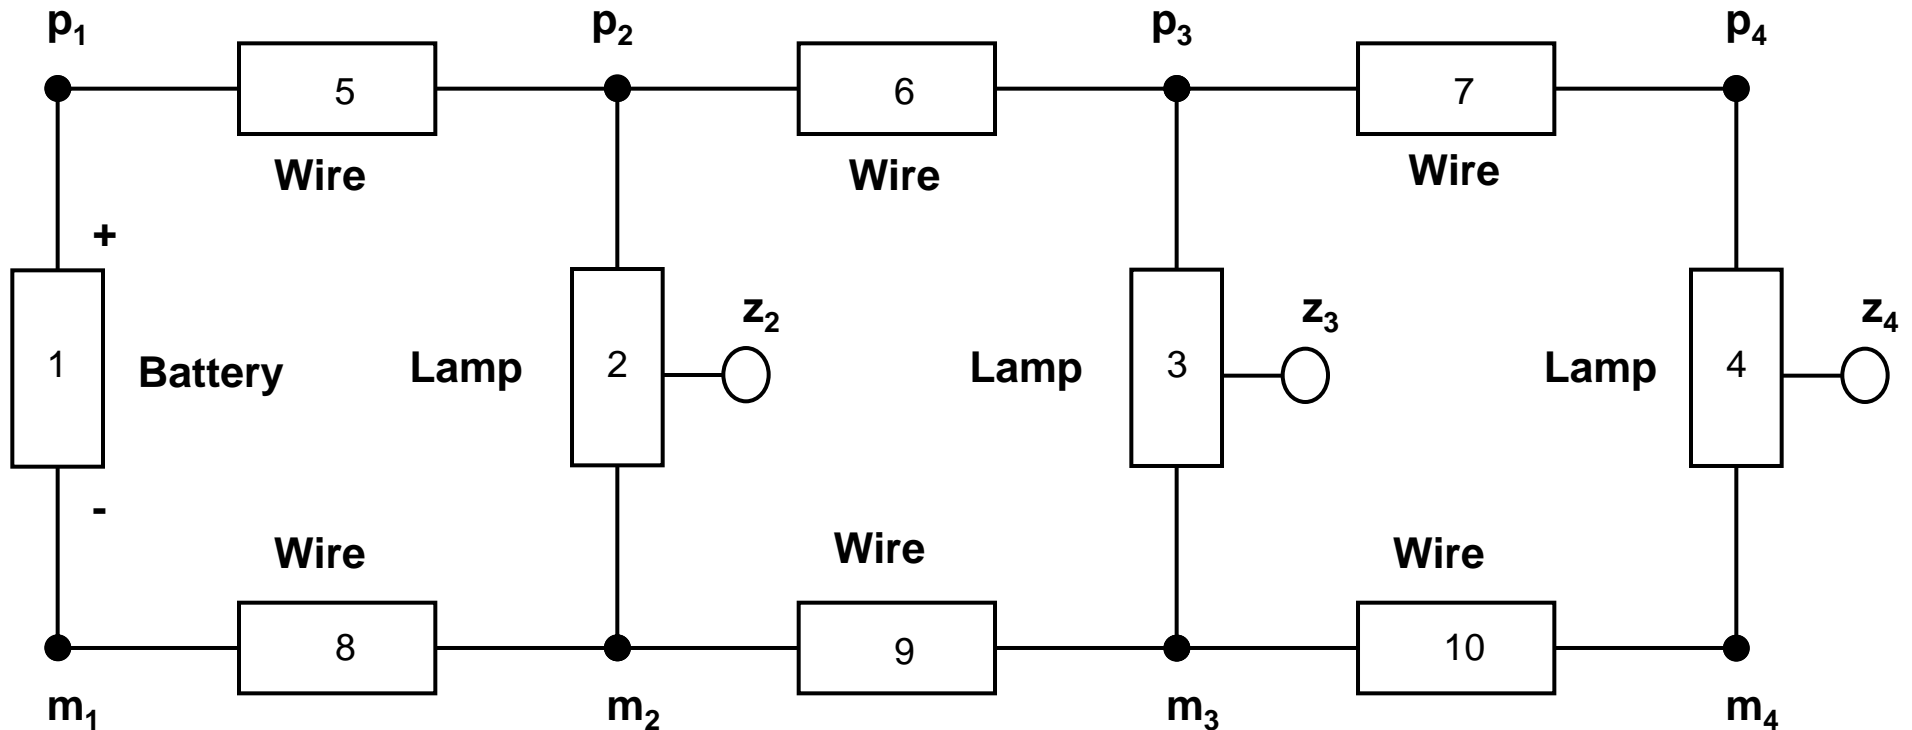 p1 p2 p3 p4
5 6 7
Wire Wire Wire
+
z2 z3 z4
1 Battery Lamp 2 Lamp 3 Lamp 4
-
Wire Wire Wire
8 9 10
m1 m2 m3 m4